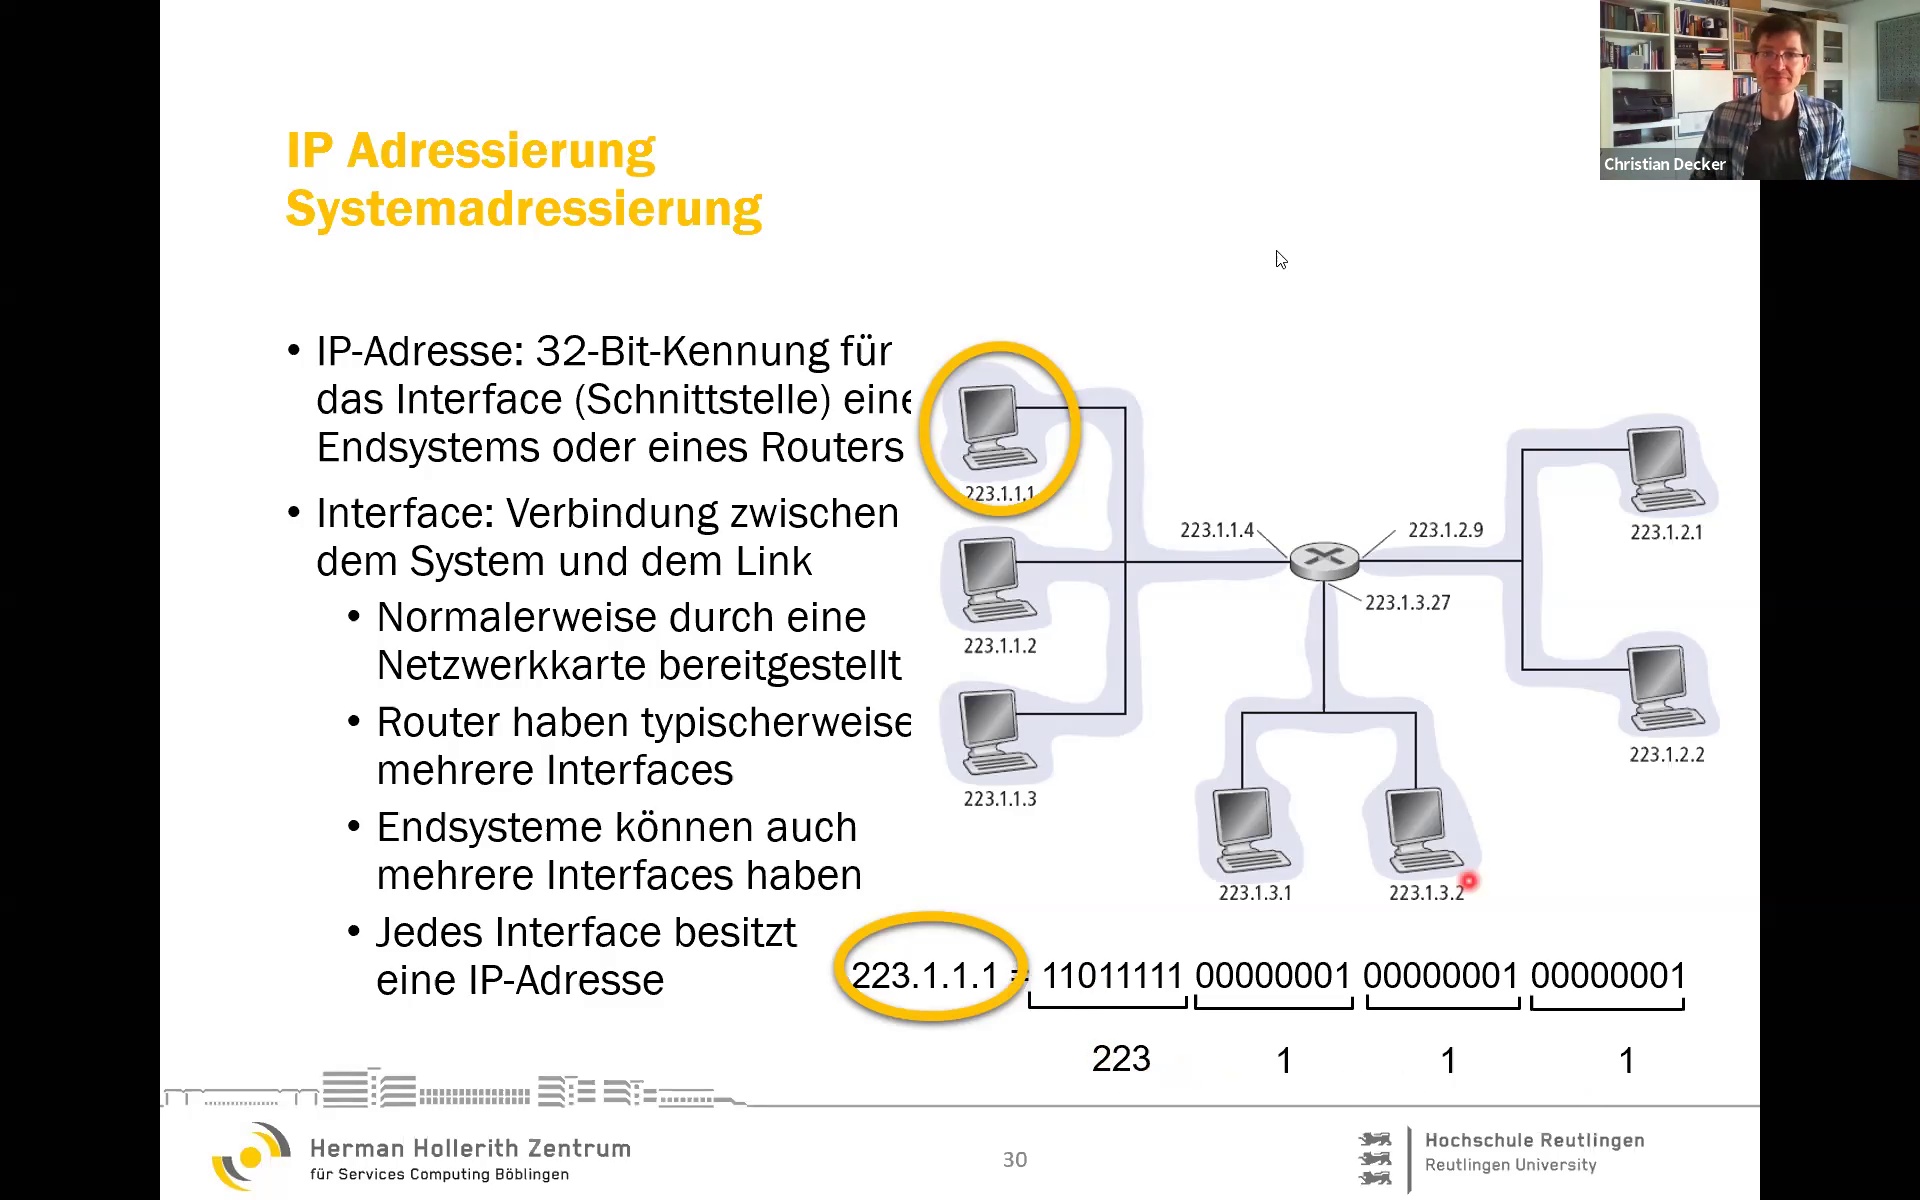 Christian Decker
IP Adressierung
Systemadressierung
• IP-Adresse: 32-Bit-Kennung für
das Interface (Schnittstelle) eine
Endsystems oder eines Routers
• Interface: Verbindung zwischen
dem System und dem Link
• Normalerweise durch eine
Netzwerkkarte bereitgestellt
• Router haben typischerweise
mehrere Interfaces
• Endsysteme können auch
mehrere Interfaces haben
• Jedes Interface besitzt
eine IP-Adresse
223.1.1.1
223.1.1.2
223.1.1.3
223.1.1.4
223.1.2.9
223.1.3.27
223.1.2.1
223.1.2.2
223.1.3.1
223.1.3.2
223.1.1.1 = 11011111 00000001 00000001 00000001
223 1 1 1
Herman Hollerith Zentrum
für Services Computing Böblingen
30
Hochschule Reutlingen
Reutlingen University